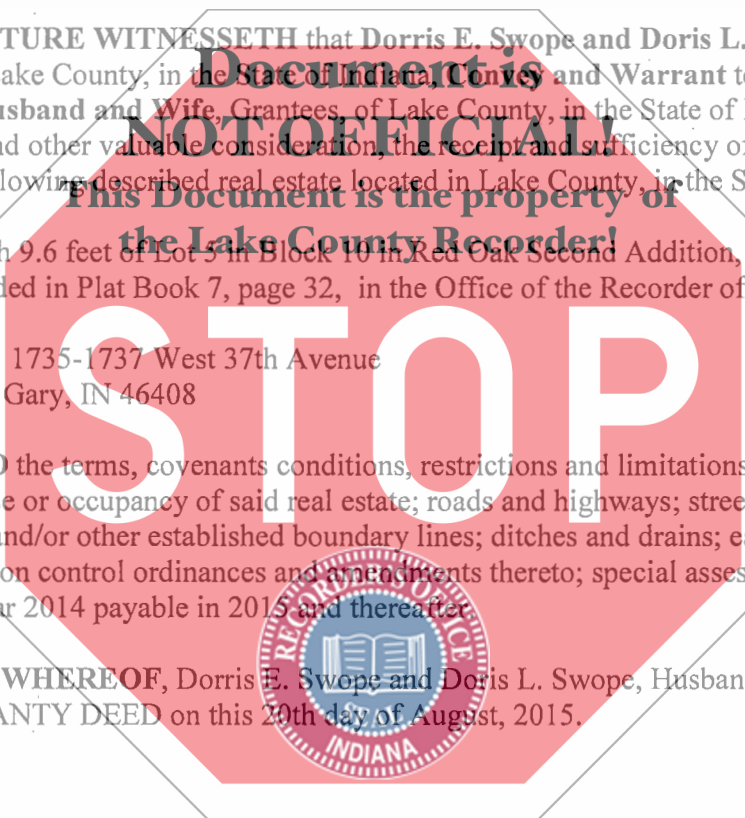 TURE WITNESSETH that Dorris E. Swope and Doris L.
ake County, in the State of Indiana, Convey and Warrant t
usband and Wife, Grantees, of Lake County, in the State of
nd other valuable consideration, the receipt and sufficiency o
lowing described real estate located in Lake County, in the S
Document is
NOT OFFICIAL!
This Document is the property of
the Lake County Recorder!
h 9.6 feet of Lot 5 in Block 10 in Red Oak Second Addition,
ded in Plat Book 7, page 32, in the Office of the Recorder of
STOP
1735-1737 West 37th Avenue
Gary, IN 46408
the terms, covenants conditions, restrictions and limitations
e or occupancy of said real estate; roads and highways; stree
and/or other established boundary lines; ditches and drains; e
on control ordinances and amendments thereto; special asses
r 2014 payable in 2015 and thereafter.
WHEREOF, Dorris E. Swope and Doris L. Swope, Husban
ANTY DEED on this 20th day of August, 2015.
RECORDER'S OFFICE
SEAL
INDIANA